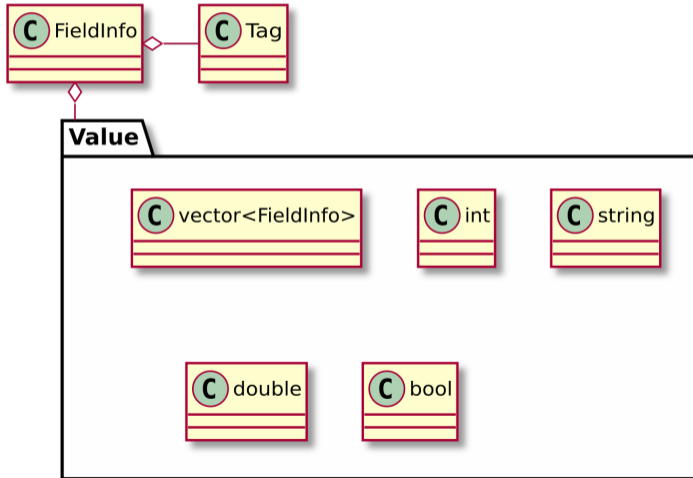 C FieldInfo
C Tag
Value
C vector<FieldInfo>
C int
C string
C double
C bool